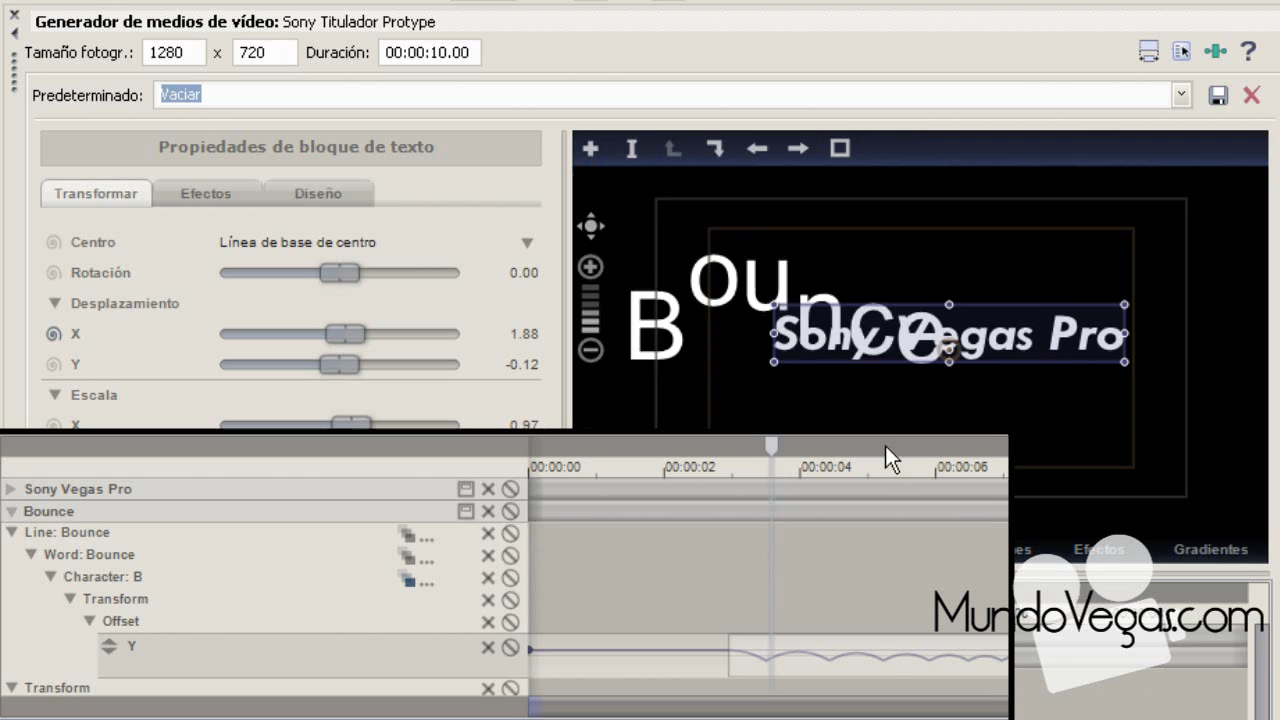 Generador de medios de vídeo: Sony Titulador Protype
Tamaño fotogr.: 1280 x 720 Duración: 00:00:10.00
Predeterminado: Vaciar
Propiedades de bloque de texto
Transformar Efectos Diseño
Centro Línea de base de centro
Rotación 0.00
Desplazamiento
X 1.88
Y -0.12
Escala
X 0.97
Bounce
Sony Vegas Pro
00:00:00 00:00:02 00:00:04 00:00:06
Sony Vegas Pro
Bounce
Line: Bounce
Word: Bounce
Character: B
Transform
Offset
Y
Transform
Efectos Gradientes
MundoVegas.com